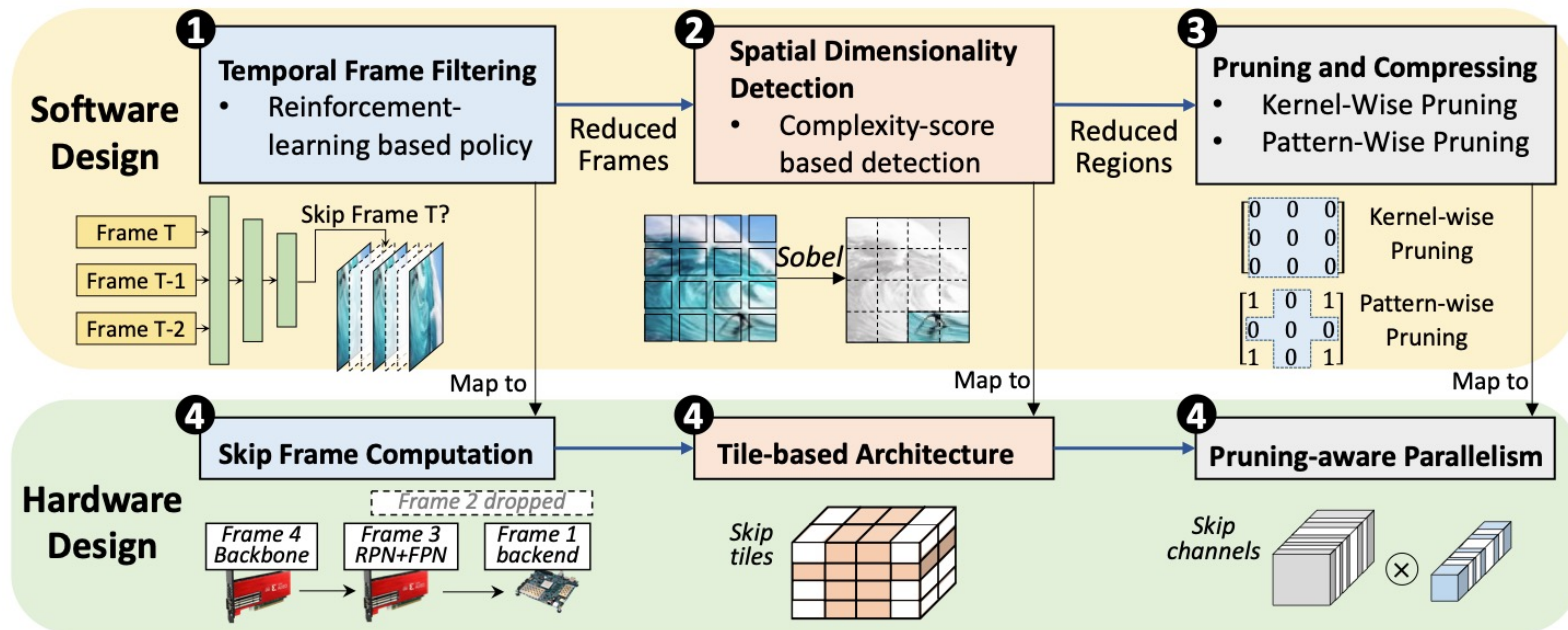 Software
Design
1
Temporal Frame Filtering
• Reinforcement-
learning based policy
Reduced
Frames
2
Spatial Dimensionality
Detection
• Complexity-score
based detection
Reduced
Regions
3
Pruning and Compressing
• Kernel-Wise Pruning
• Pattern-Wise Pruning
Frame T
Frame T-1
Frame T-2
Skip Frame T?
Sobel
0 0 0
0 0 0
0 0 0
Kernel-wise
Pruning
1 0 1
0 0 0
1 0 1
Pattern-wise
Pruning
Map to
Map to
Map to
Hardware
Design
4
Skip Frame Computation
4
Tile-based Architecture
4
Pruning-aware Parallelism
Frame 2 dropped
Frame 4
Backbone
Frame 3
RPN+FPN
Frame 1
backend
Skip
tiles
Skip
channels